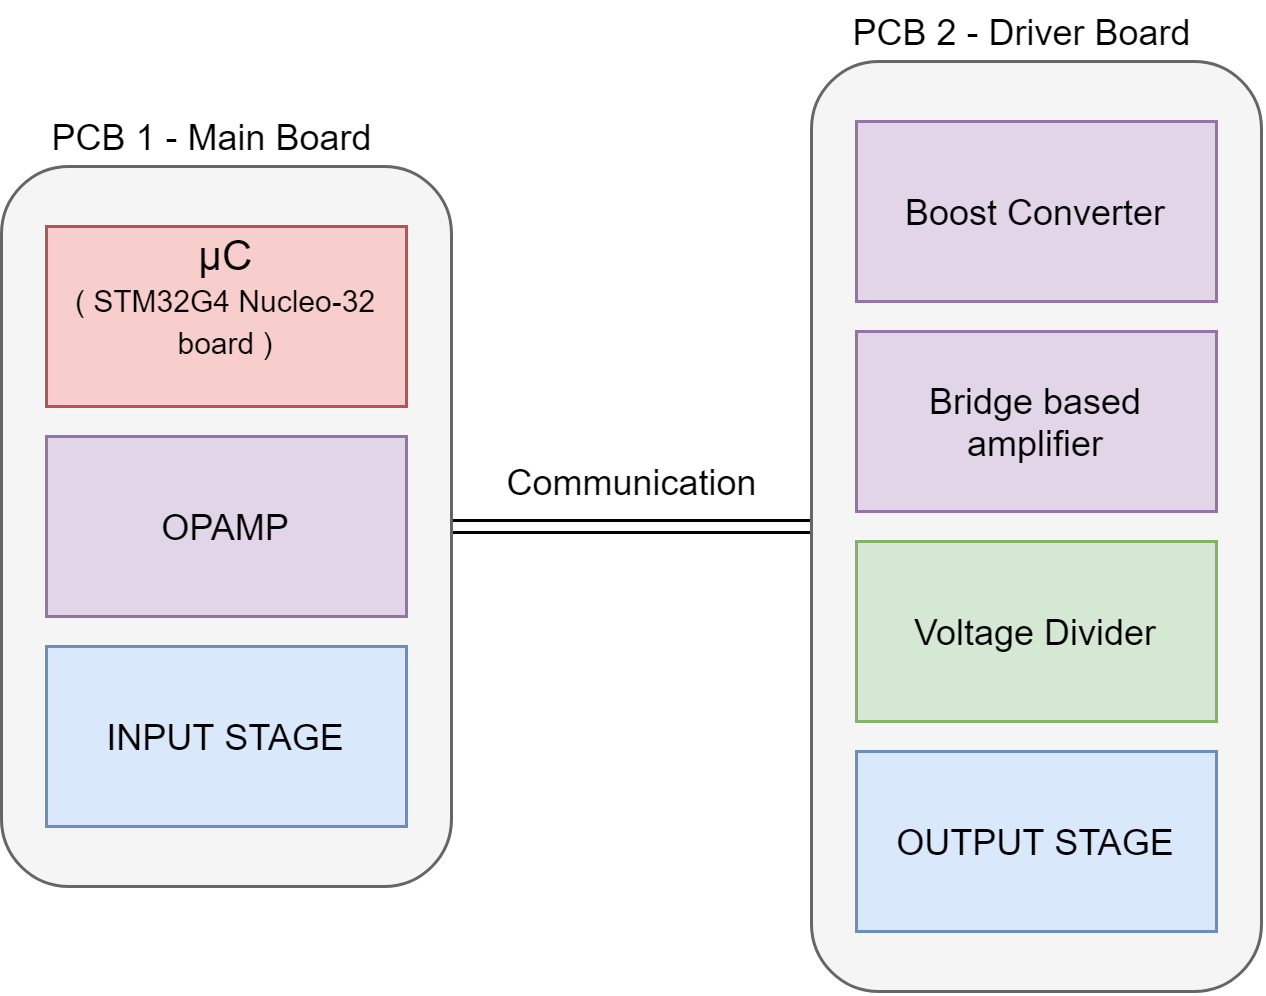 PCB 1 - Main Board
µC
( STM32G4 Nucleo-32
board )
OPAMP
INPUT STAGE
Communication
PCB 2 - Driver Board
Boost Converter
Bridge based
amplifier
Voltage Divider
OUTPUT STAGE